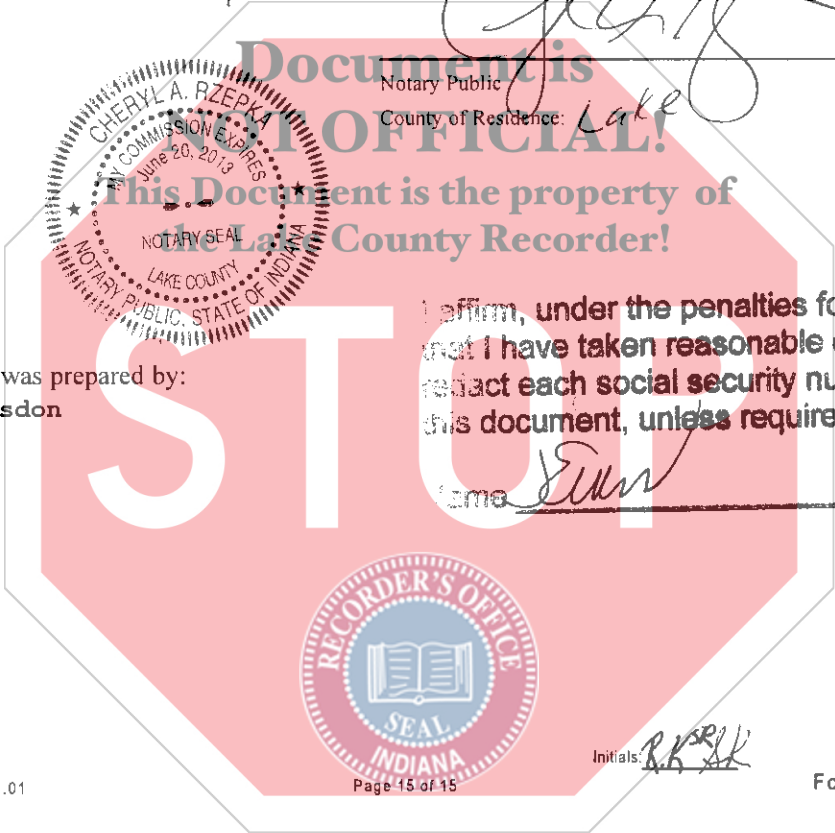 Document is
Notary Public
NOT OFFICIAL!
County of Residence: Lake
This Document is the property of
the Lake County Recorder!
CHERYL A. RZEPKA
MY COMMISSION EXPIRES
June 20, 2013
NOTARY SEAL
LAKE COUNTY
NOTARY PUBLIC, STATE OF INDIANA
I affirm, under the penalties fo
that I have taken reasonable
redact each social security nu
this document, unless require
was prepared by:
sdon
STOP
Name
RECORDER'S OFFICE
SEAL
INDIANA
Initials: R.K SR SK
.01
Page 15 of 15
Fo